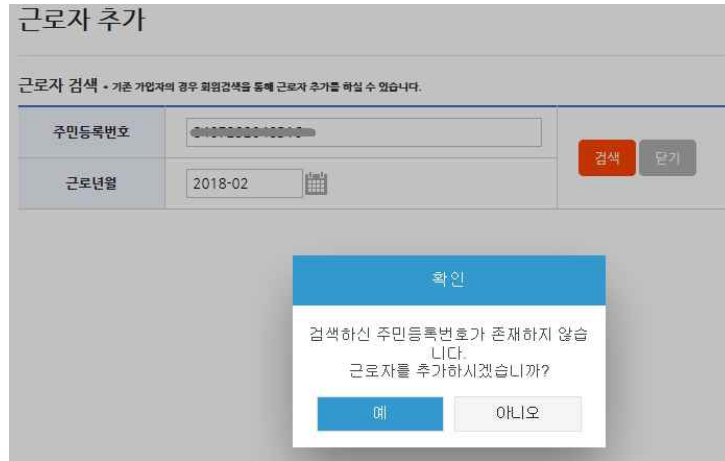 근로자 추가
근로자 검색 • 기존 가입자의 경우 회원검색을 통해 근로자 추가를 하실 수 있습니다.
주민등록번호
검색 닫기
근로년월 2018-02
확인
검색하신 주민등록번호가 존재하지 않습
니다.
근로자를 추가하시겠습니까?
예 아니오